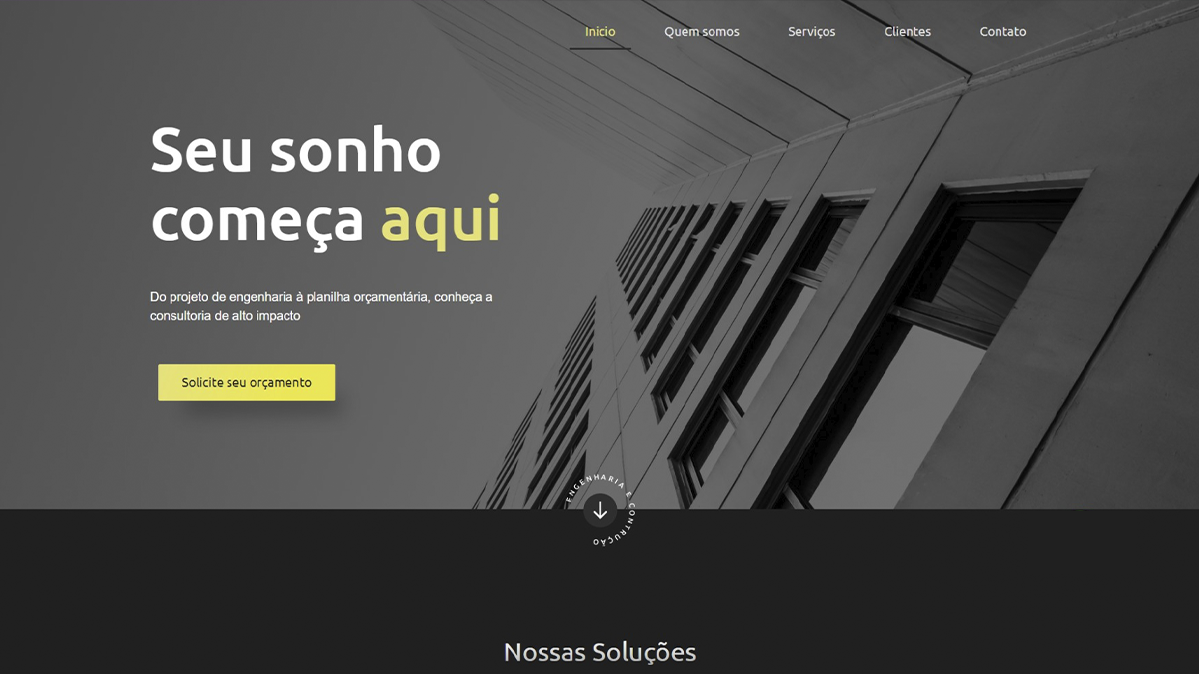 Inicio
Quem somos
Serviços
Clientes
Contato
Seu sonho
começa aqui
Do projeto de engenharia à planilha orçamentária, conheça a
consultoria de alto impacto
Solicite seu orçamento
ENGENHARIA E CONTRUÇÃO
Nossas Soluções